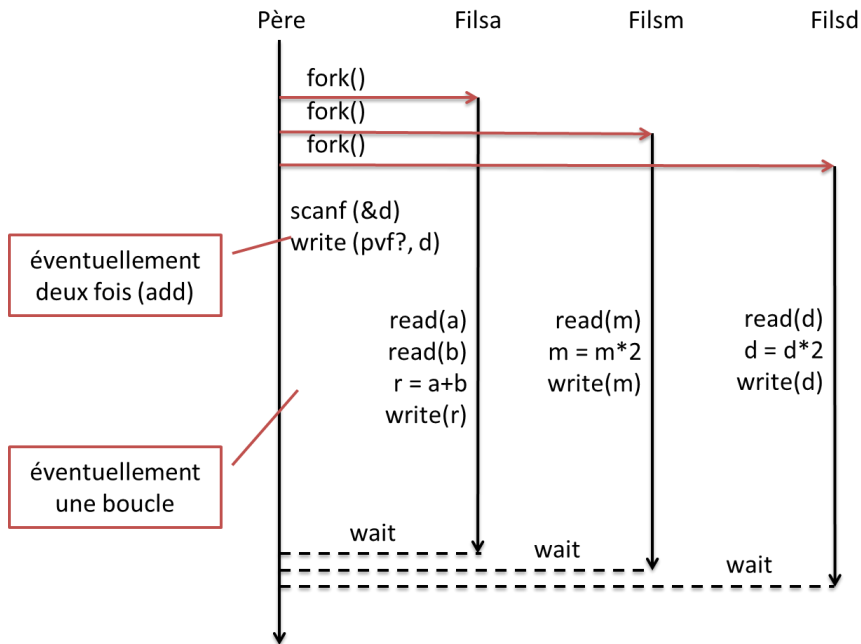 Père
Filsa
Filsm
Filsd
fork()
fork()
fork()
scanf (&d)
write (pvf?, d)
éventuellement
deux fois (add)
read(a)
read(b)
r = a+b
write(r)
read(m)
m = m*2
write(m)
read(d)
d = d*2
write(d)
éventuellement
une boucle
wait
wait
wait